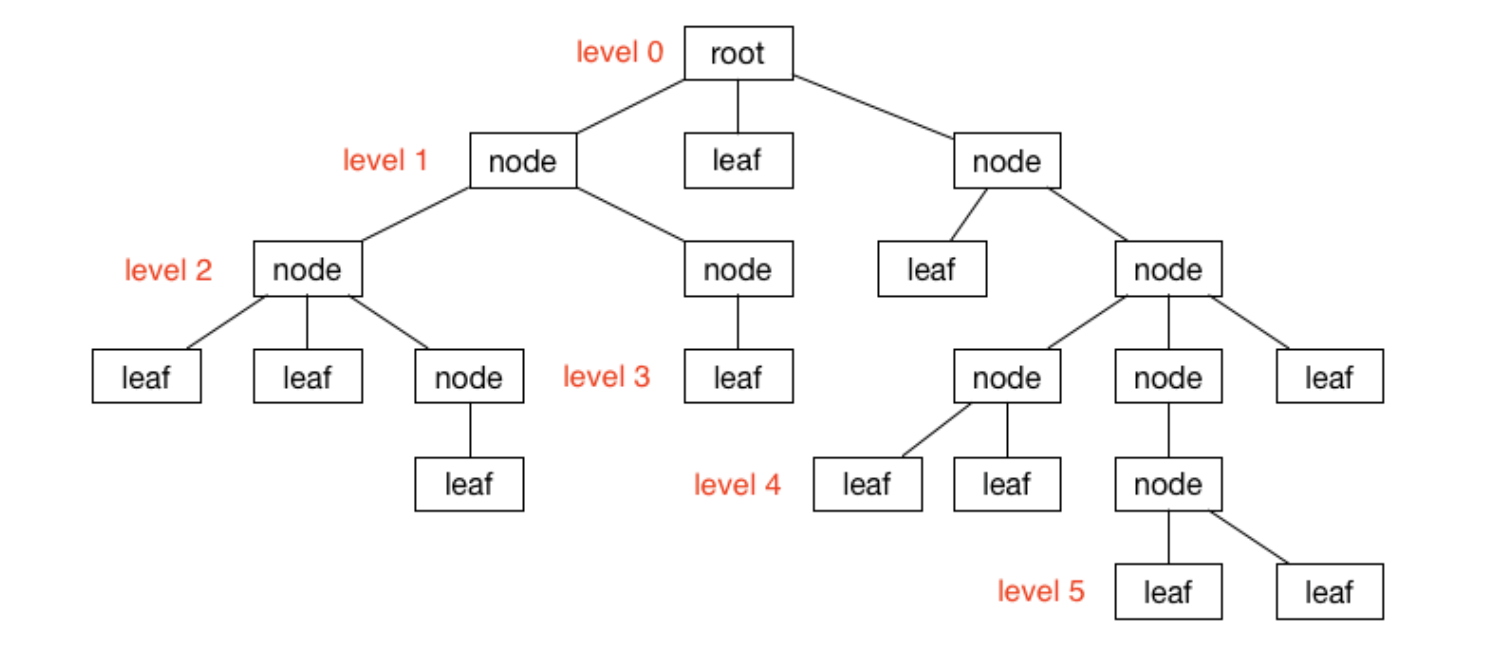 level 0 root
level 1 node leaf node
level 2 node node leaf node
leaf leaf node level 3 leaf node node leaf
leaf level 4 leaf leaf node
level 5 leaf leaf